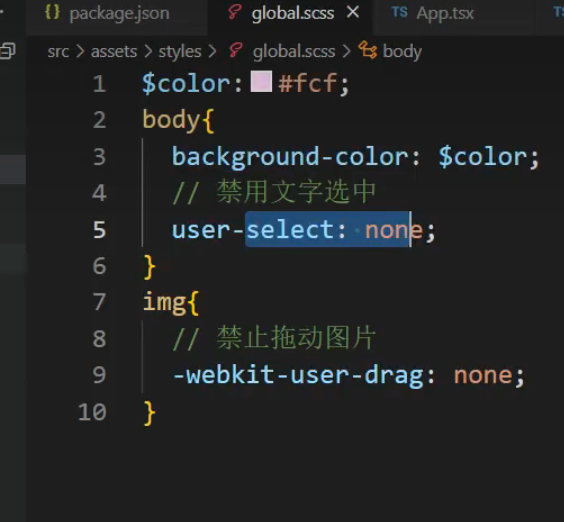 {} package.json global.scss × TS App.tsx TS
src > assets > styles > global.scss > body
1 $color: #fcf;
2 body{
3 background-color: $color;
4 // 禁用文字选中
5 user-select: none;
6 }
7 img{
8 // 禁止拖动图片
9 -webkit-user-drag: none;
10 }